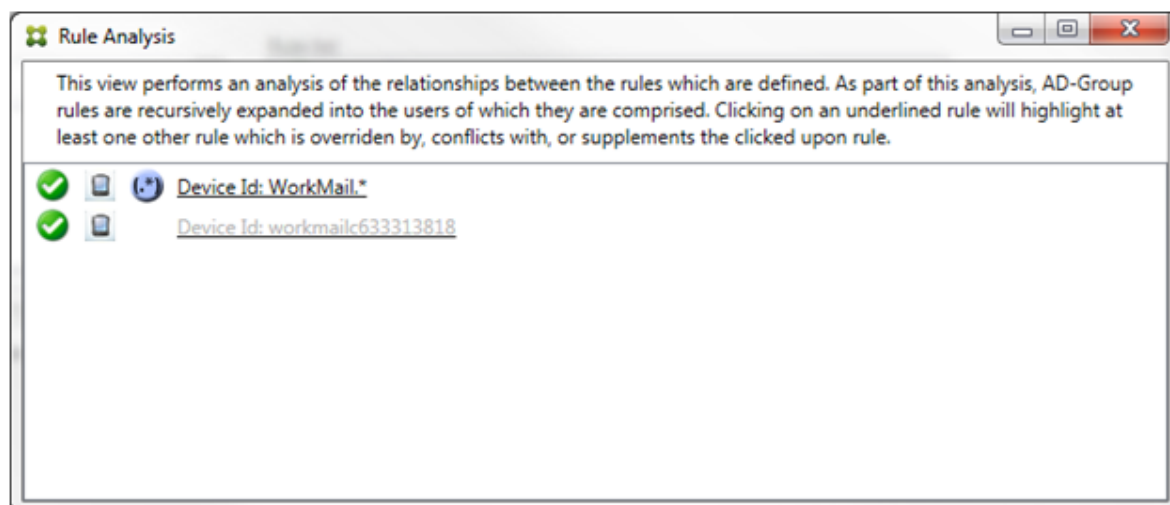 Rule Analysis
This view performs an analysis of the relationships between the rules which are defined. As part of this analysis, AD-Group
rules are recursively expanded into the users of which they are comprised. Clicking on an underlined rule will highlight at
least one other rule which is overriden by, conflicts with, or supplements the clicked upon rule.
(.*) Device Id: WorkMail.*
Device Id: workmailc633313818